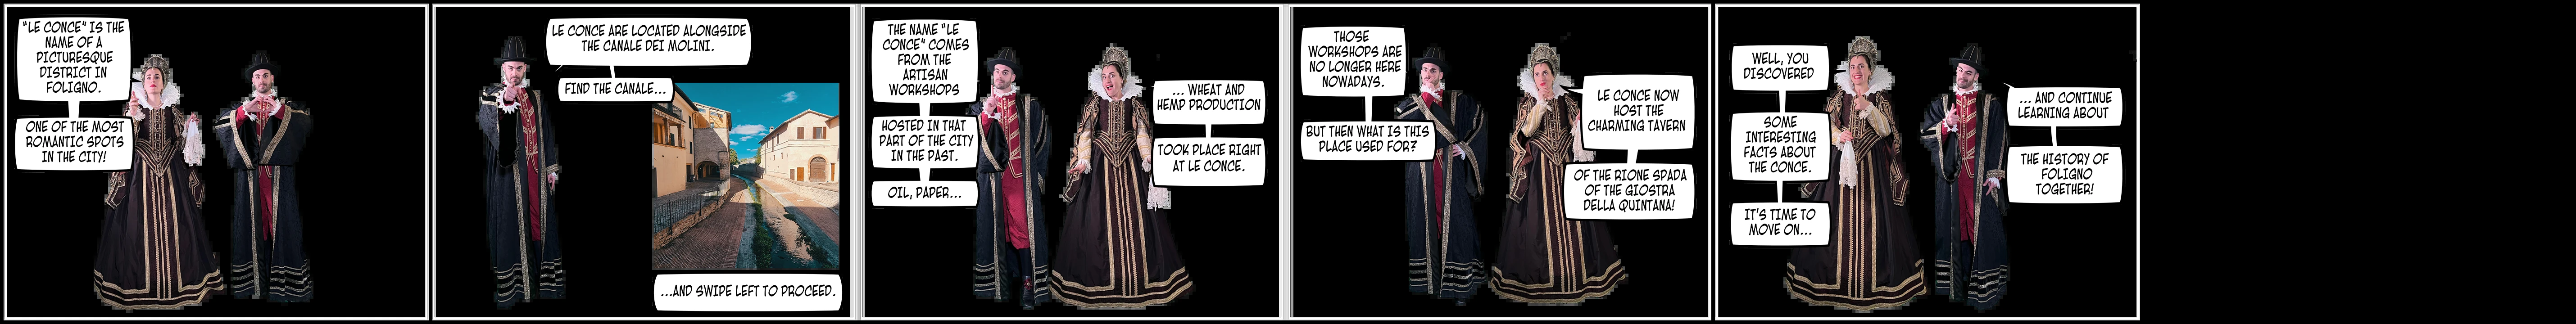 "LE CONCE" IS THE
NAME OF A
PICTURESQUE
DISTRICT IN
FOLIGNO.
ONE OF THE MOST
ROMANTIC SPOTS
IN THE CITY!
LE CONCE ARE LOCATED ALONGSIDE
THE CANALE DEI MOLINI.
FIND THE CANALE...
...AND SWIPE LEFT TO PROCEED.
THE NAME "LE
CONCE" COMES
FROM THE
ARTISAN
WORKSHOPS
HOSTED IN THAT
PART OF THE CITY
IN THE PAST.
OIL, PAPER...
... WHEAT AND
HEMP PRODUCTION
TOOK PLACE RIGHT
AT LE CONCE.
THOSE
WORKSHOPS ARE
NO LONGER HERE
NOWADAYS.
BUT THEN WHAT IS THIS
PLACE USED FOR?
LE CONCE NOW
HOST THE
CHARMING TAVERN
OF THE RIONE SPADA
OF THE GIOSTRA
DELLA QUINTANA!
WELL, YOU
DISCOVERED
SOME
INTERESTING
FACTS ABOUT
THE CONCE.
IT'S TIME TO
MOVE ON...
... AND CONTINUE
LEARNING ABOUT
THE HISTORY OF
FOLIGNO
TOGETHER!